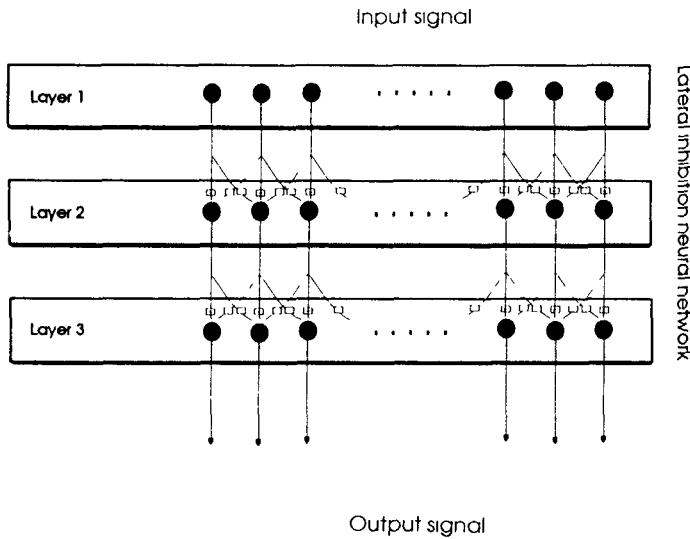 Input signal
Layer 1
Layer 2
Layer 3
Lateral inhibition neural network
Output signal